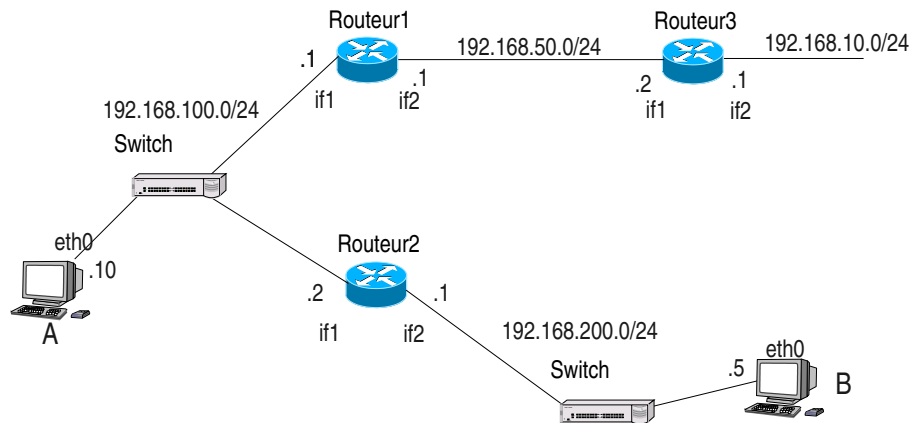 Routeur1
Routeur3
192.168.50.0/24
192.168.10.0/24
.1
.1
.2
.1
if1
if2
if1
if2
192.168.100.0/24
Switch
eth0
.10
A
Routeur2
.2
.1
if1
if2
192.168.200.0/24
Switch
eth0
.5
B